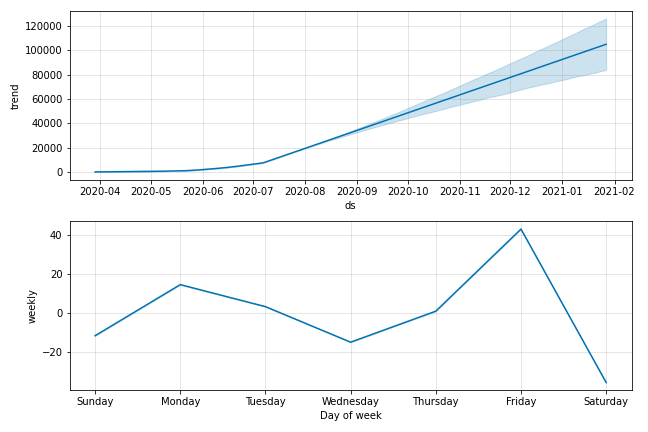 120000
100000
80000
60000
40000
20000
0
trend
2020-04 2020-05 2020-06 2020-07 2020-08 2020-09 2020-10 2020-11 2020-12 2021-01 2021-02
ds
40
20
0
−20
weekly
Sunday Monday Tuesday Wednesday Thursday Friday Saturday
Day of week